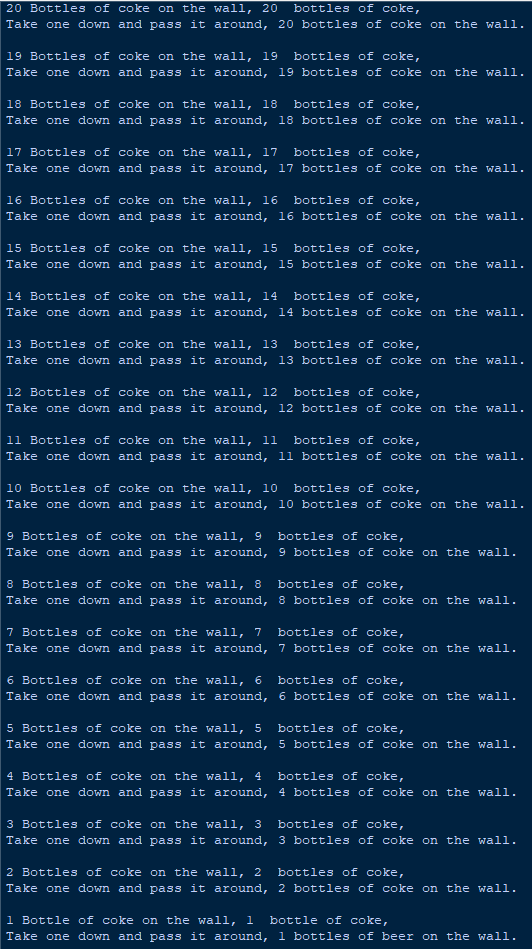 20 Bottles of coke on the wall, 20  bottles of coke,
Take one down and pass it around, 20 bottles of coke on the wall.
19 Bottles of coke on the wall, 19  bottles of coke,
Take one down and pass it around, 19 bottles of coke on the wall.
18 Bottles of coke on the wall, 18  bottles of coke,
Take one down and pass it around, 18 bottles of coke on the wall.
17 Bottles of coke on the wall, 17  bottles of coke,
Take one down and pass it around, 17 bottles of coke on the wall.
16 Bottles of coke on the wall, 16  bottles of coke,
Take one down and pass it around, 16 bottles of coke on the wall.
15 Bottles of coke on the wall, 15  bottles of coke,
Take one down and pass it around, 15 bottles of coke on the wall.
14 Bottles of coke on the wall, 14  bottles of coke,
Take one down and pass it around, 14 bottles of coke on the wall.
13 Bottles of coke on the wall, 13  bottles of coke,
Take one down and pass it around, 13 bottles of coke on the wall.
12 Bottles of coke on the wall, 12  bottles of coke,
Take one down and pass it around, 12 bottles of coke on the wall.
11 Bottles of coke on the wall, 11  bottles of coke,
Take one down and pass it around, 11 bottles of coke on the wall.
10 Bottles of coke on the wall, 10  bottles of coke,
Take one down and pass it around, 10 bottles of coke on the wall.
9 Bottles of coke on the wall, 9  bottles of coke,
Take one down and pass it around, 9 bottles of coke on the wall.
8 Bottles of coke on the wall, 8  bottles of coke,
Take one down and pass it around, 8 bottles of coke on the wall.
7 Bottles of coke on the wall, 7  bottles of coke,
Take one down and pass it around, 7 bottles of coke on the wall.
6 Bottles of coke on the wall, 6  bottles of coke,
Take one down and pass it around, 6 bottles of coke on the wall.
5 Bottles of coke on the wall, 5  bottles of coke,
Take one down and pass it around, 5 bottles of coke on the wall.
4 Bottles of coke on the wall, 4  bottles of coke,
Take one down and pass it around, 4 bottles of coke on the wall.
3 Bottles of coke on the wall, 3  bottles of coke,
Take one down and pass it around, 3 bottles of coke on the wall.
2 Bottles of coke on the wall, 2  bottles of coke,
Take one down and pass it around, 2 bottles of coke on the wall.
1 Bottle of coke on the wall, 1  bottle of coke,
Take one down and pass it around, 1 bottles of beer on the wall.